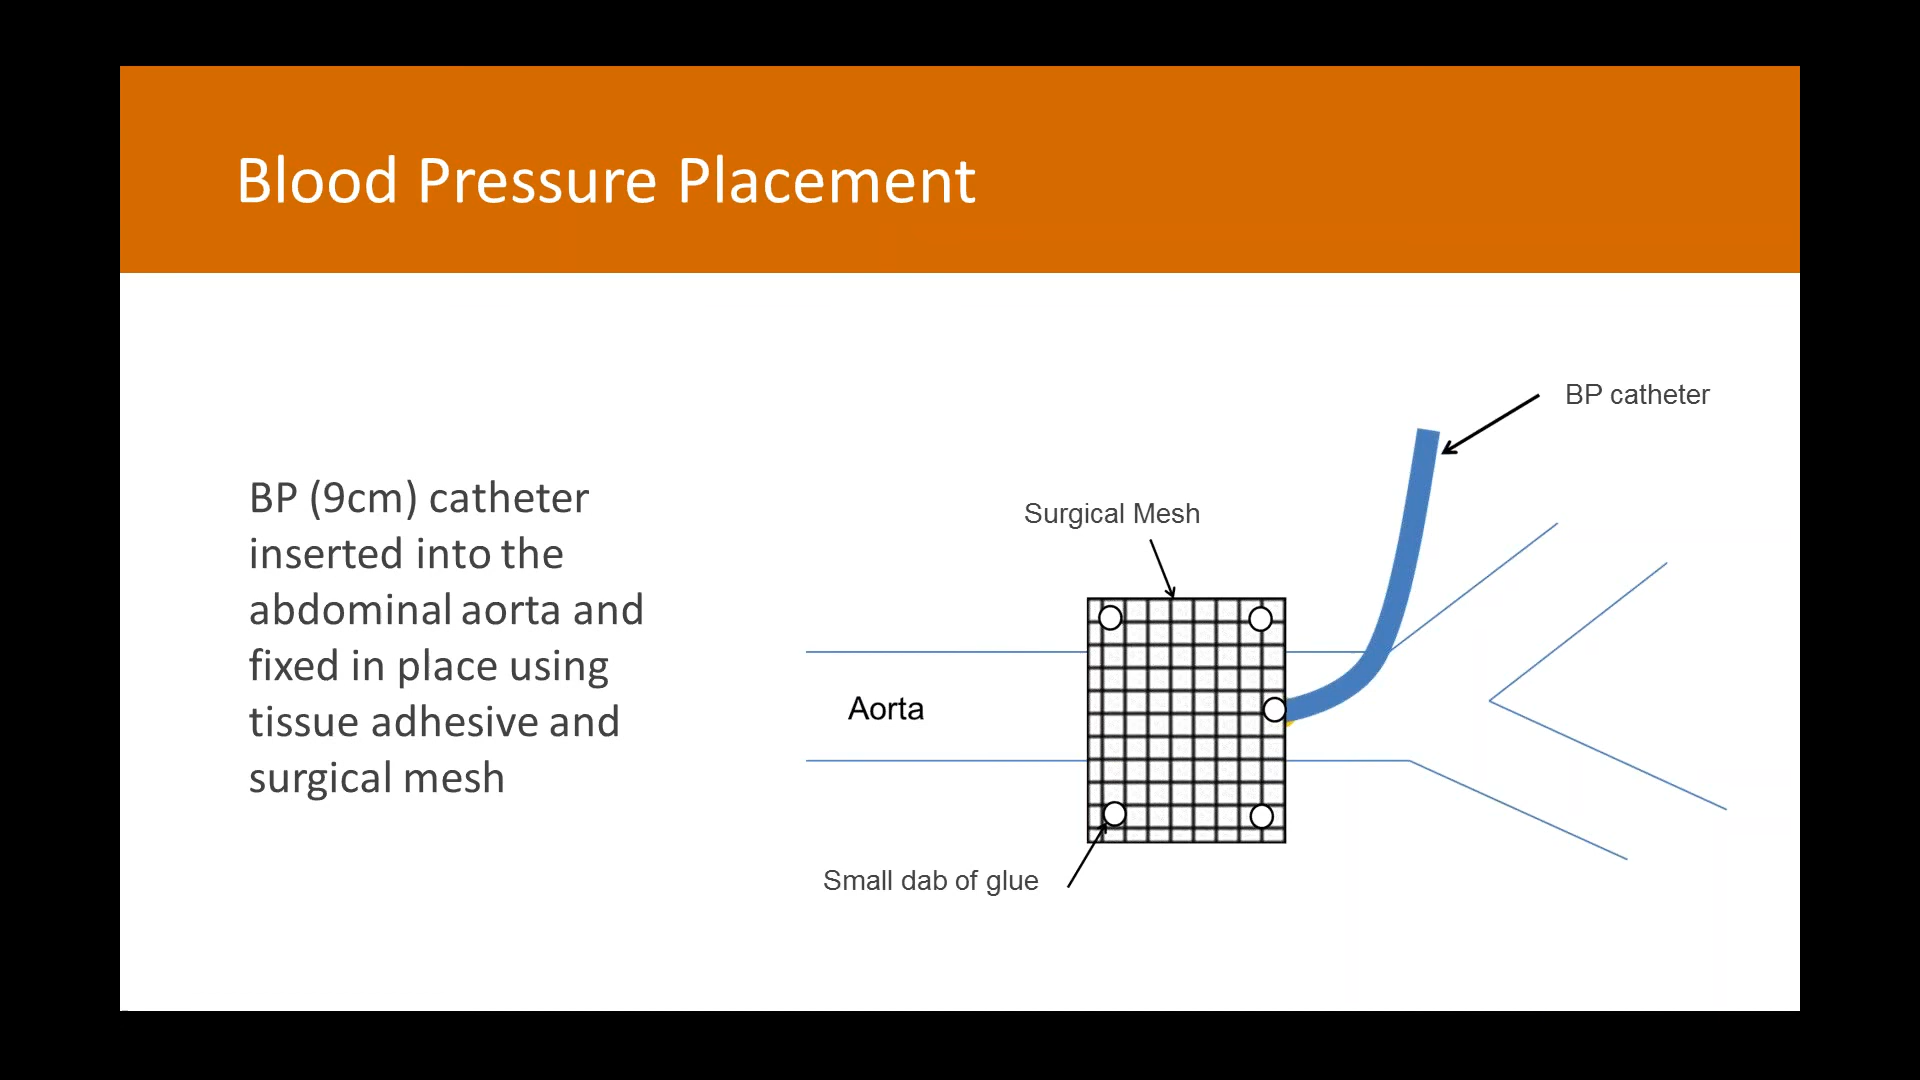 Blood Pressure Placement
BP (9cm) catheter
inserted into the
abdominal aorta and
fixed in place using
tissue adhesive and
surgical mesh
BP catheter
Surgical Mesh
Aorta
Small dab of glue